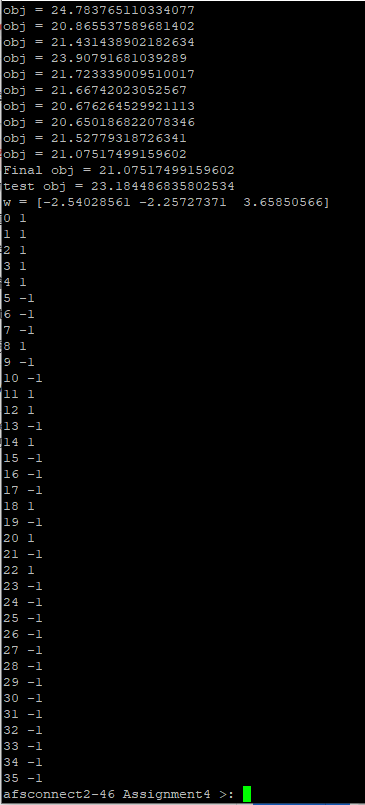 obj = 24.783765110334077
obj = 20.865537589681402
obj = 21.431438902182634
obj = 23.90791681039289
obj = 21.723339009510017
obj = 21.66742023052567
obj = 20.676264529921113
obj = 20.650186822078346
obj = 21.52779318726341
obj = 21.07517499159602
Final obj = 21.07517499159602
test obj = 23.184486835802534
w = [-2.54028561 -2.25727371  3.65850566]
0 1
1 1
2 1
3 1
4 1
5 -1
6 -1
7 -1
8 1
9 -1
10 -1
11 1
12 1
13 -1
14 1
15 -1
16 -1
17 -1
18 1
19 -1
20 1
21 -1
22 1
23 -1
24 -1
25 -1
26 -1
27 -1
28 -1
29 -1
30 -1
31 -1
32 -1
33 -1
34 -1
35 -1
afsconnect2-46 Assignment4 >: